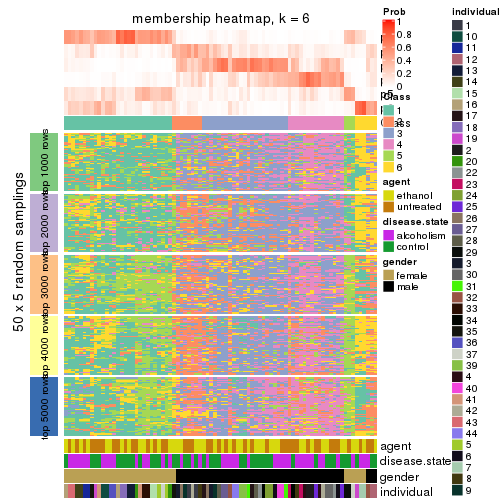 membership heatmap, k = 6
50 x 5 random samplings
top 1000 rows
top 2000 rows
top 3000 rows
top 4000 rows
top 5000 rows
agent
disease.state
gender
individual
Prob
1
0.8
0.6
0.4
0.2
0
Class
1
2
3
4
5
6
agent
ethanol
untreated
disease.state
alcoholism
control
gender
female
male
individual
1
10
11
12
13
14
15
16
17
18
19
2
20
22
23
24
25
26
27
28
29
3
30
31
32
33
34
35
36
37
39
4
40
41
42
43
44
5
6
7
8
9